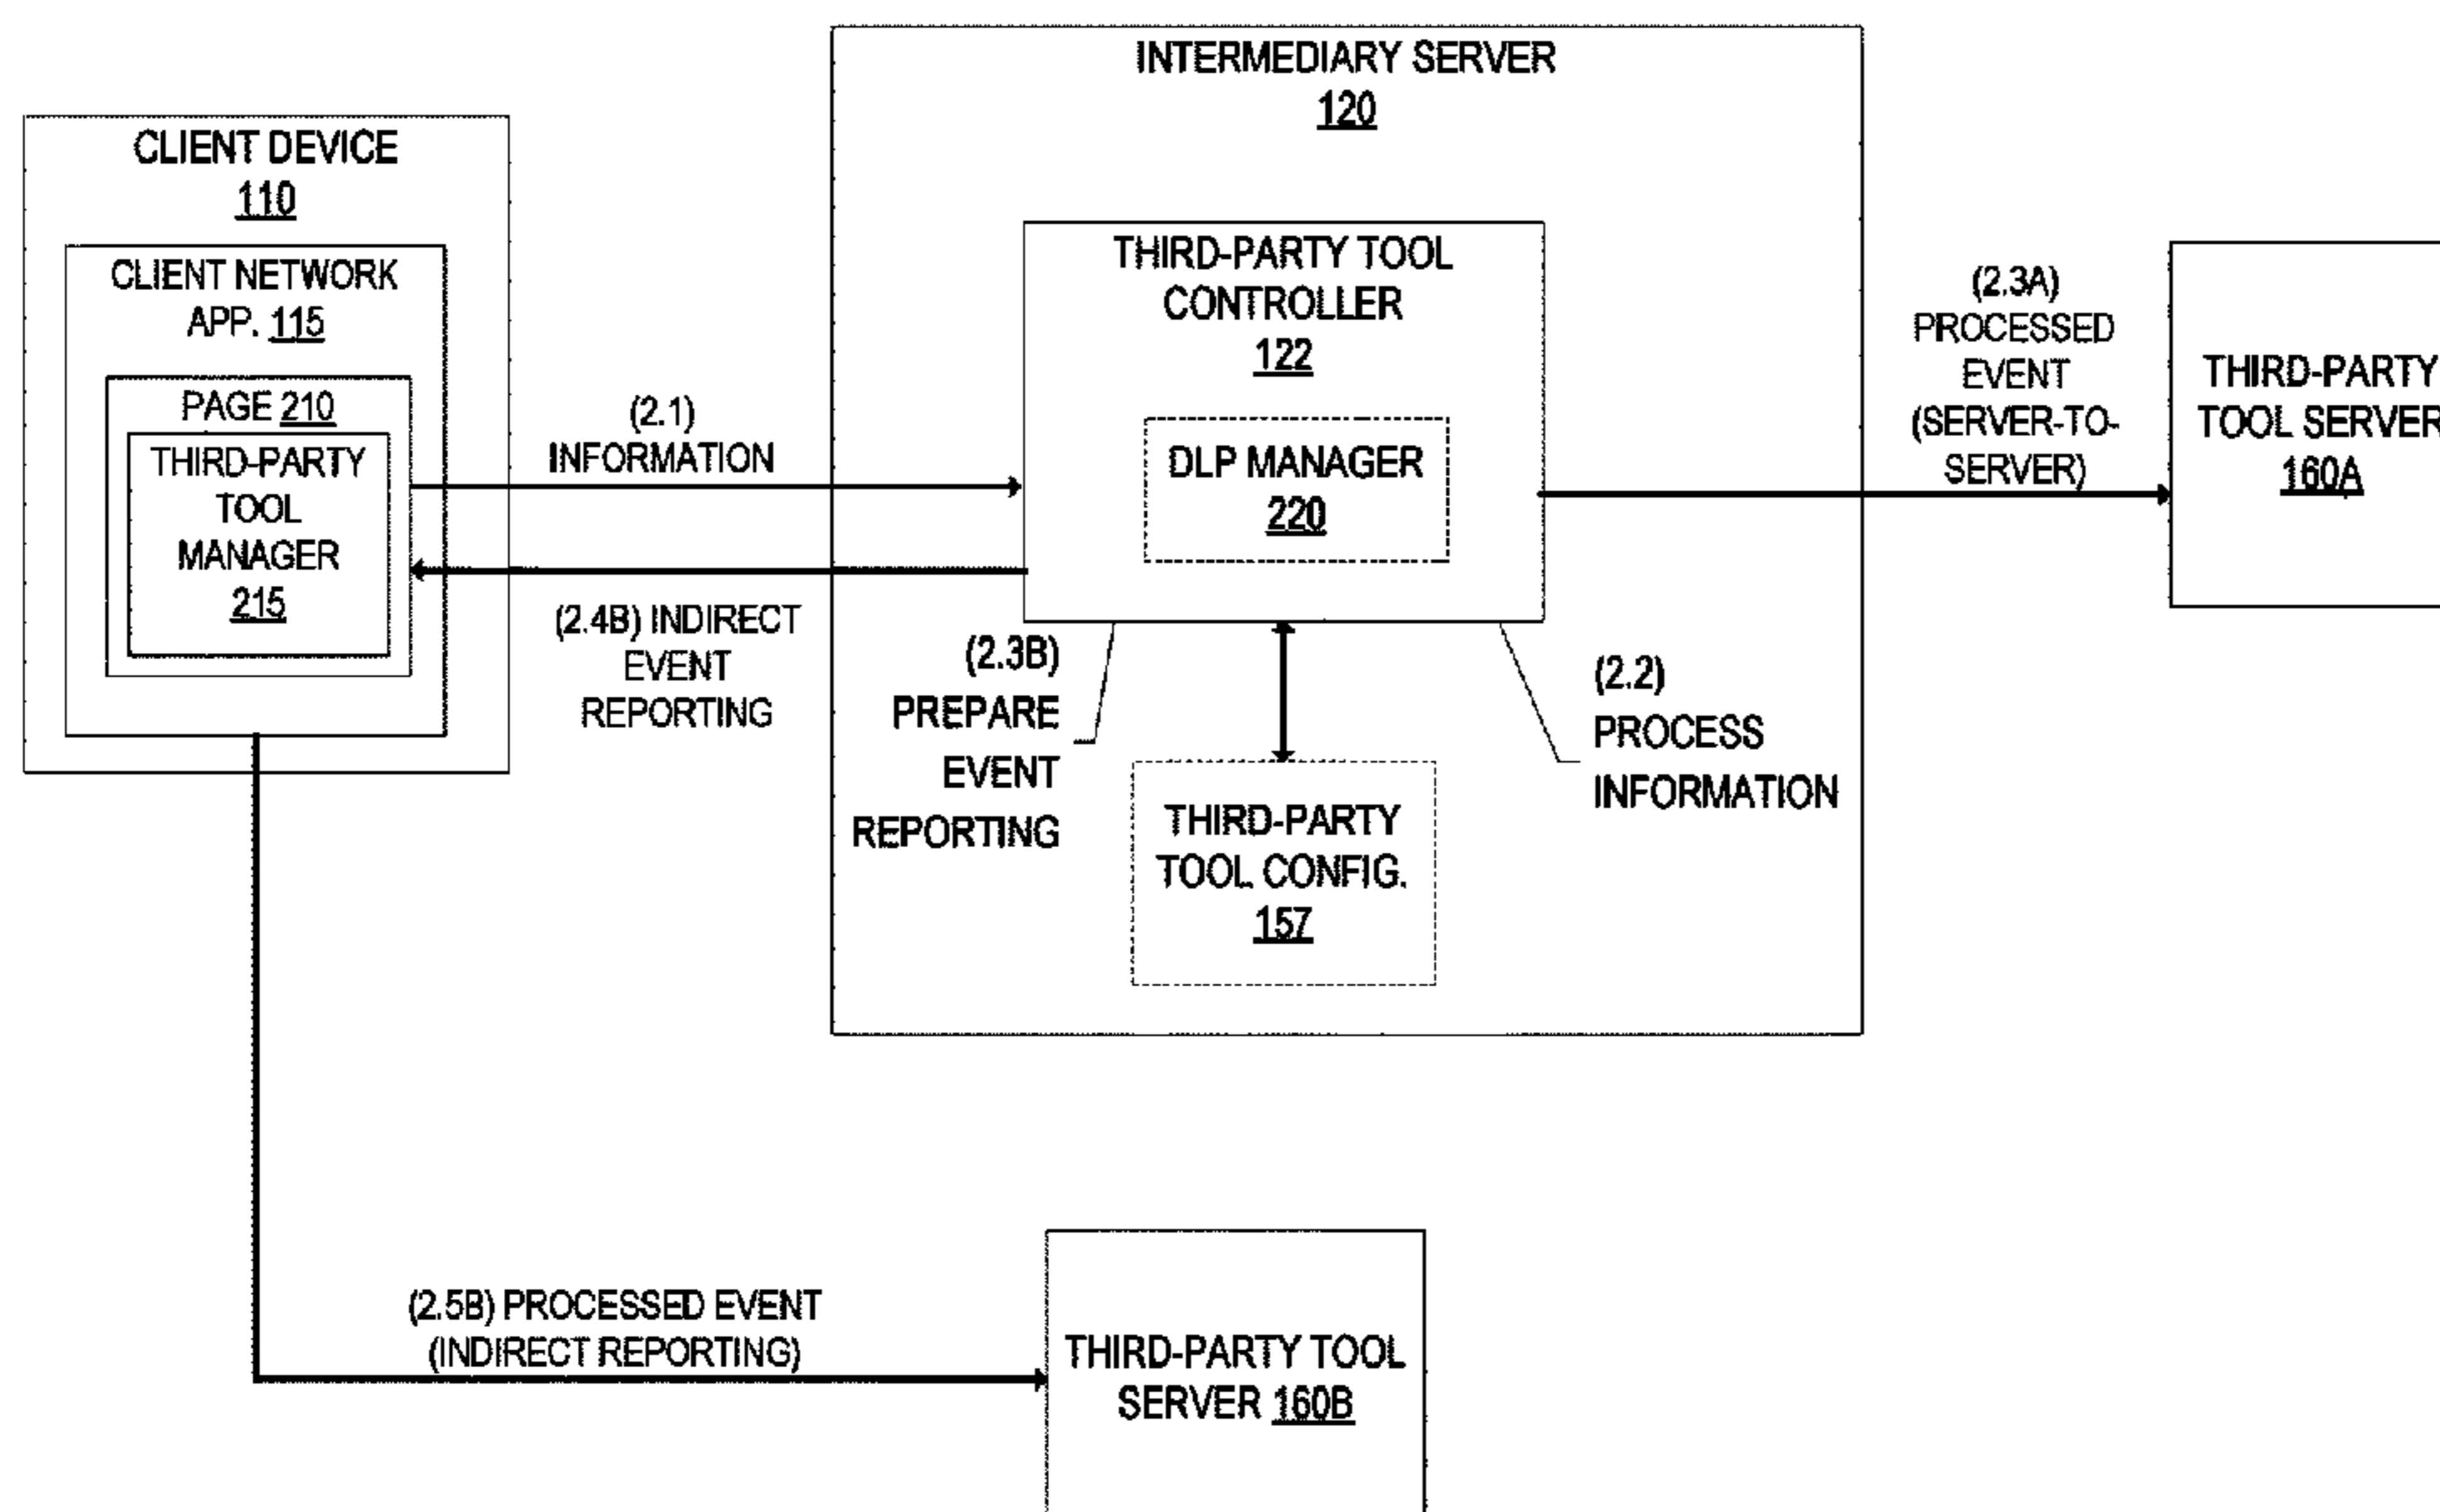 INTERMEDIARY SERVER
120
CLIENT DEVICE
110
CLIENT NETWORK
APP. 115
PAGE 210
THIRD-PARTY
TOOL
MANAGER
215
(2.1)
INFORMATION
(2.4B) INDIRECT
EVENT
REPORTING
THIRD-PARTY TOOL
CONTROLLER
122
DLP MANAGER
220
(2.3B)
PREPARE
EVENT
REPORTING
(2.2)
PROCESS
INFORMATION
THIRD-PARTY
TOOL CONFIG.
157
(2.3A)
PROCESSED
EVENT
(SERVER-TO-
SERVER)
THIRD-PARTY
TOOL SERVER
160A
(2.5B) PROCESSED EVENT
(INDIRECT REPORTING)
THIRD-PARTY TOOL
SERVER 160B